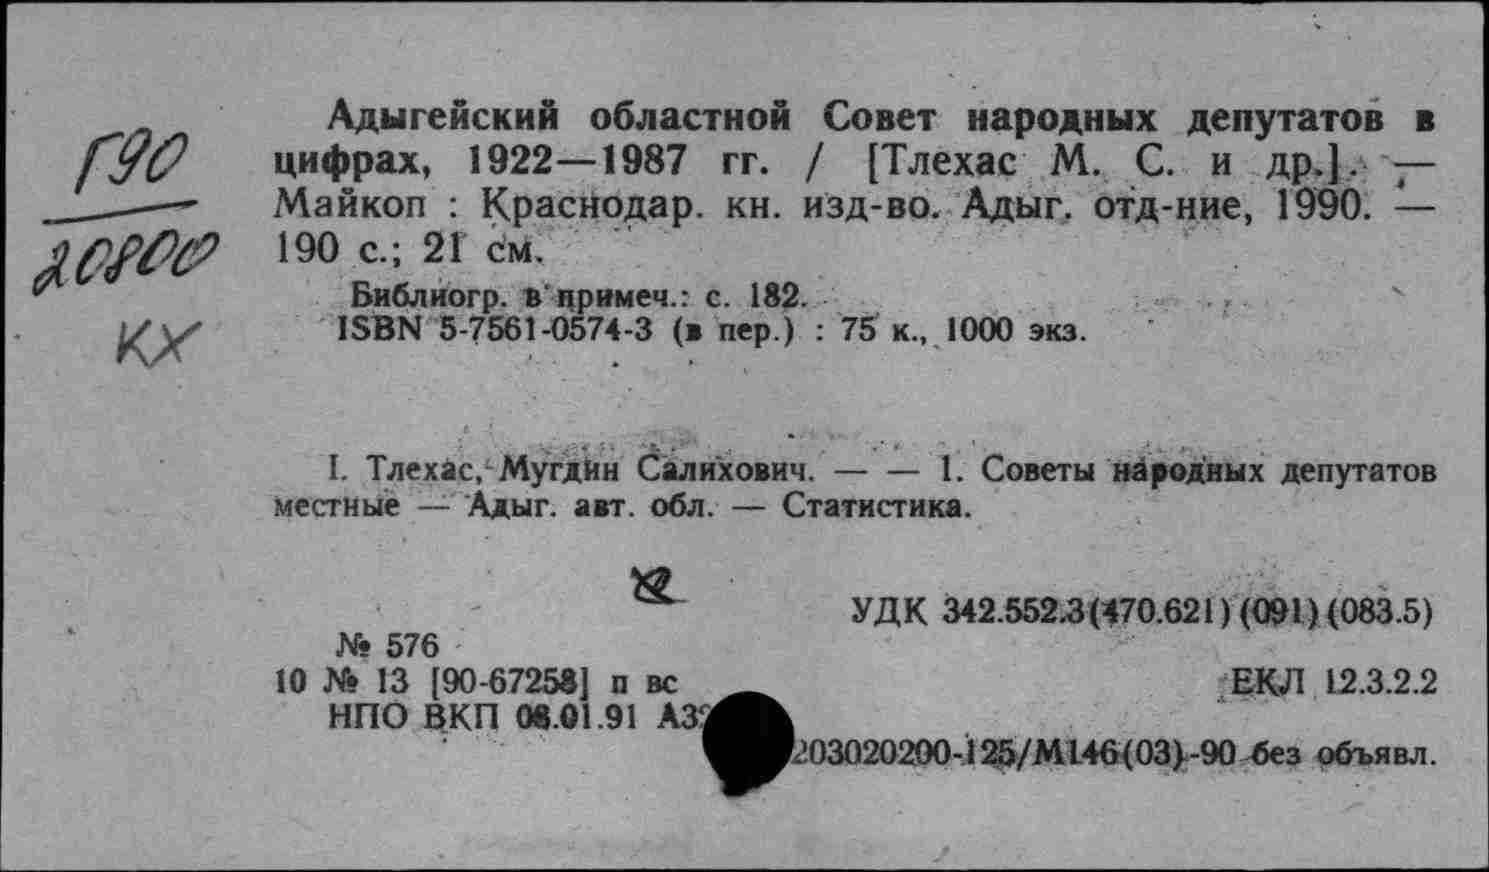 Г90
КХ
Адыгейский областной Совет народных депутатов в
цифрах, 1922—1987 гг. / [Тлехас М. С. и др.]. —
Майкоп : Краснодар. кн. изд-во. Адыг. отд-ние, 1990. —
190 с.; 21 см.
Библиогр. в примеч.: с. 182.
ISBN 5-7561-0574-3 (в пер.) : 75 к., 1000 экз.
I. Тлехас, Мугдин Салихович. — — 1. Советы народных депутатов
местные — Адыг. авт. обл. — Статистика.
УДК 342.552.3(470.621)(091)(083.5)
№ 576
10 № 13 [90-67258] п вс
ЕКЛ 12.3.2.2
НПО ВКП 08.01.91
203020200-125/М146(03)-90 без объявл.